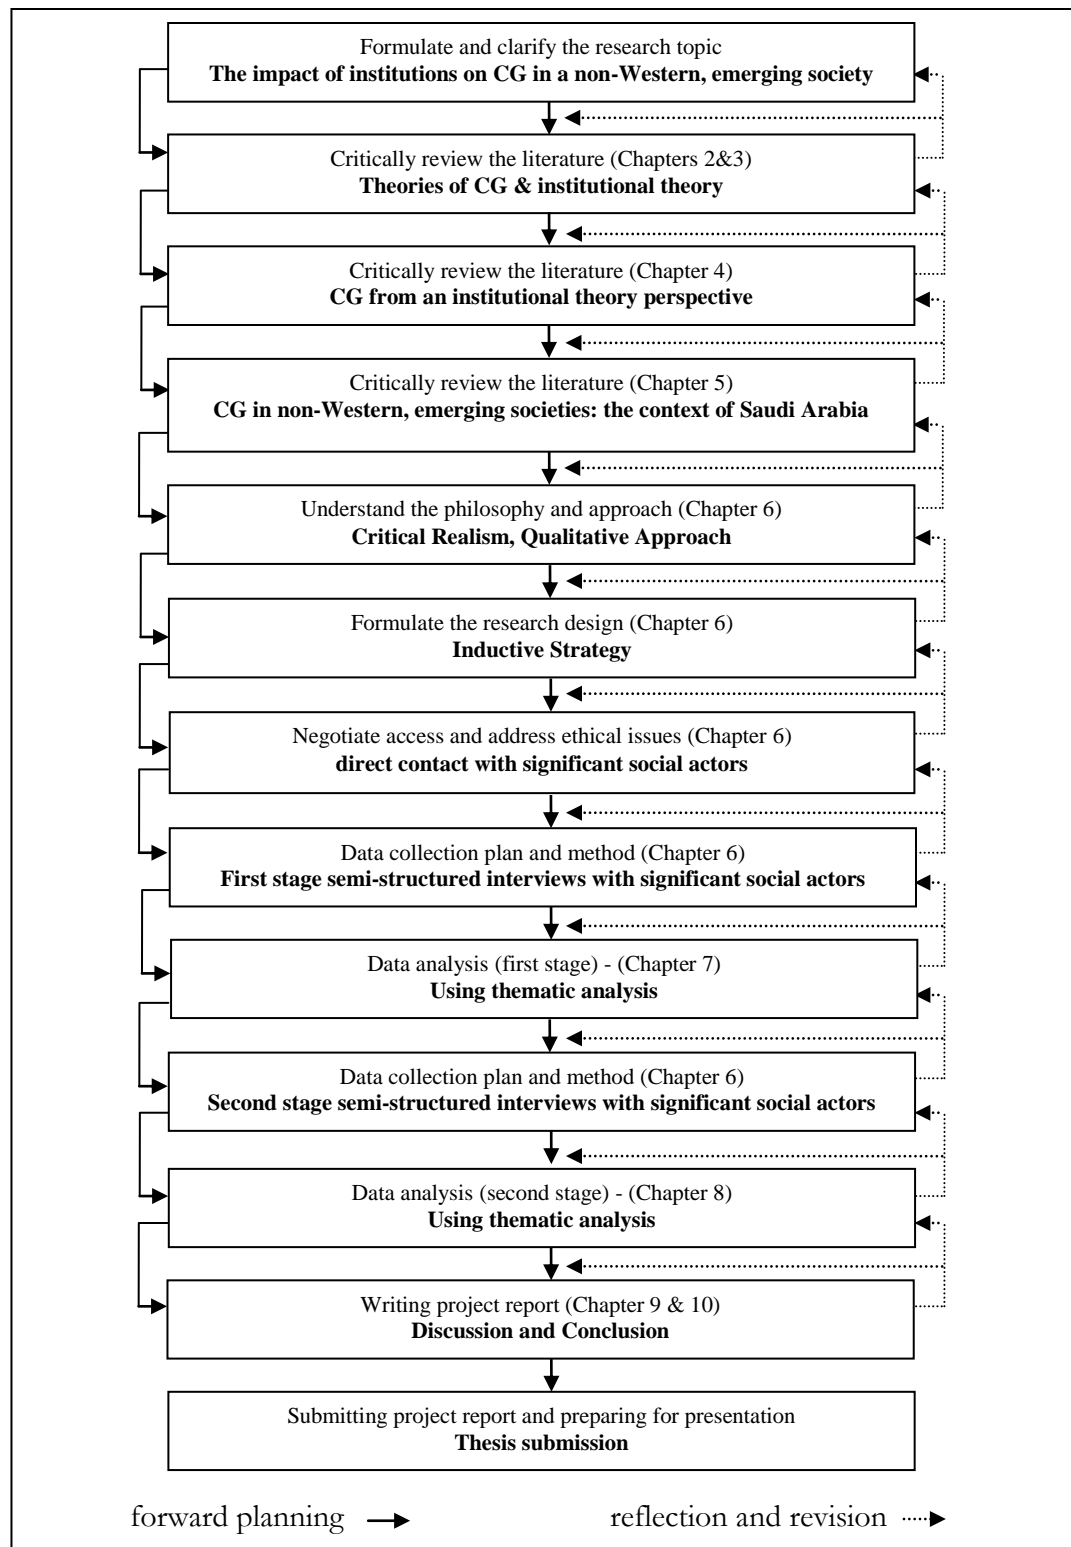 Formulate and clarify the research topic
The impact of institutions on CG in a non-Western, emerging society
Critically review the literature (Chapters 2&3)
Theories of CG & institutional theory
Critically review the literature (Chapter 4)
CG from an institutional theory perspective
Critically review the literature (Chapter 5)
CG in non-Western, emerging societies: the context of Saudi Arabia
Understand the philosophy and approach (Chapter 6)
Critical Realism, Qualitative Approach
Formulate the research design (Chapter 6)
Inductive Strategy
Negotiate access and address ethical issues (Chapter 6)
direct contact with significant social actors
Data collection plan and method (Chapter 6)
First stage semi-structured interviews with significant social actors
Data analysis (first stage) - (Chapter 7)
Using thematic analysis
Data collection plan and method (Chapter 6)
Second stage semi-structured interviews with significant social actors
Data analysis (second stage) - (Chapter 8)
Using thematic analysis
Writing project report (Chapter 9 & 10)
Discussion and Conclusion
Submitting project report and preparing for presentation
Thesis submission
forward planning
reflection and revision